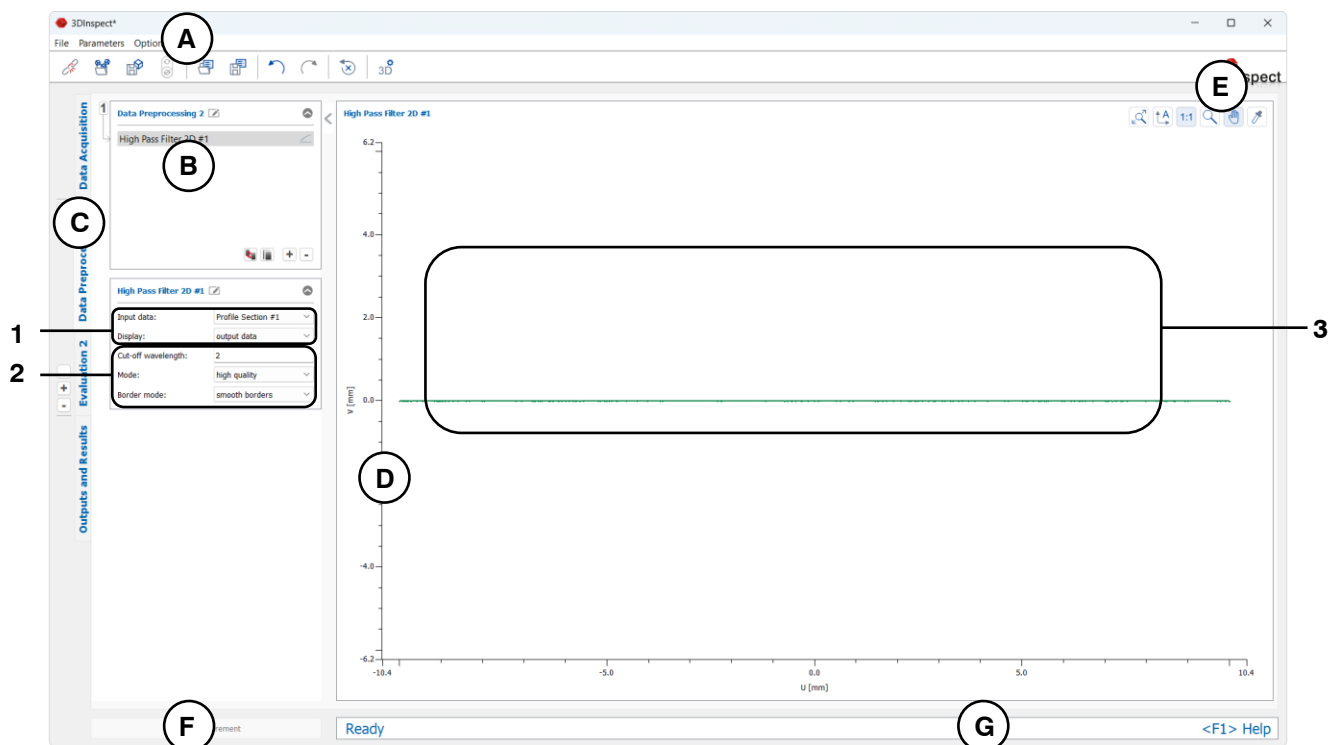 3DInspect*
File Parameters
A
E
1 Data Preprocessing 2
High Pass Filter 2D #1
B
C
D
F
G
Data Acquisition
Evaluation 2
Outputs and Results
+ -
+
-
High Pass Filter 2D #1
Input data: Profile Section #1
Display: output data
Cut-off wavelength: 2
Mode: high quality
Border mode: smooth borders
1
2
3
High Pass Filter 2D #1
A 1:1
3D
6.2
4.0
2.0
0.0
-4.0
-6.2
V [mm]
-10.4 -5.0 0.0 5.0 10.4
U [mm]
Ready <F1> Help